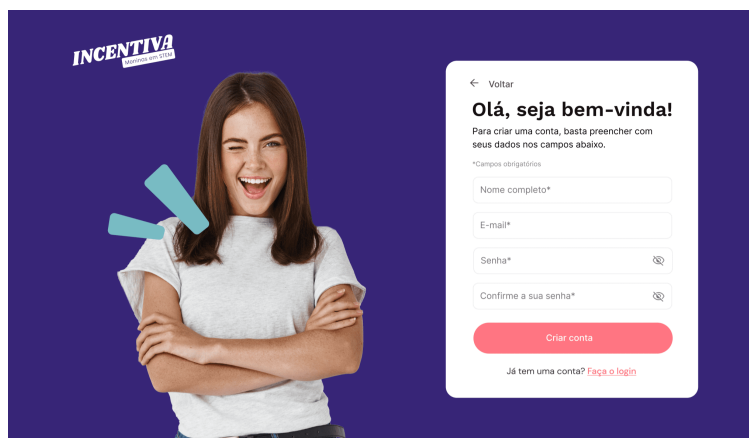 INCENTIVA
Meninas em STEM
Voltar
Olá, seja bem-vinda!
Para criar uma conta, basta preencher com
seus dados nos campos abaixo.
*Campos obrigatórios
Nome completo*
E-mail*
Senha*
Confirme a sua senha*
Criar conta
Já tem uma conta? Faça o login